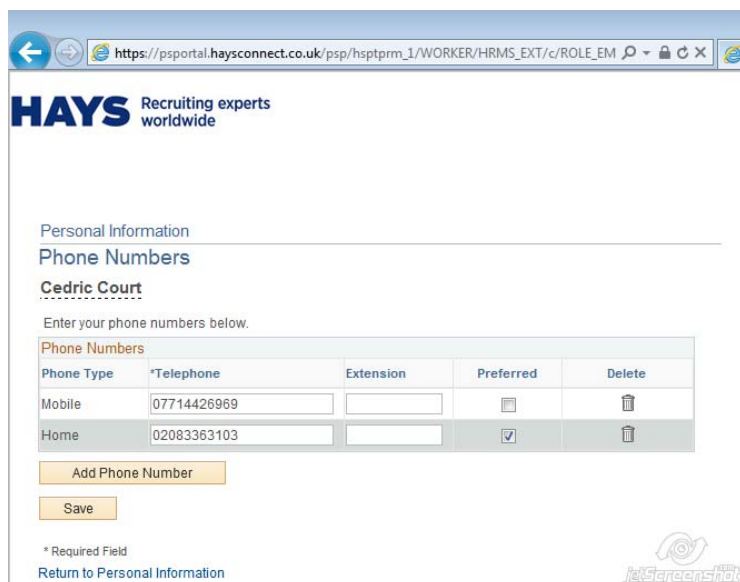 https://psportal.haysconnect.co.uk/psp/hsptprm_1/WORKER/HRMS_EXT/c/ROLE_EM
HAYS Recruiting experts
worldwide
Personal Information
Phone Numbers
Cedric Court
Enter your phone numbers below.
Phone Numbers
Phone Type *Telephone Extension Preferred Delete
Mobile 07714426969
Home 02083363103
Add Phone Number
Save
* Required Field
Return to Personal Information
jetScreenshot